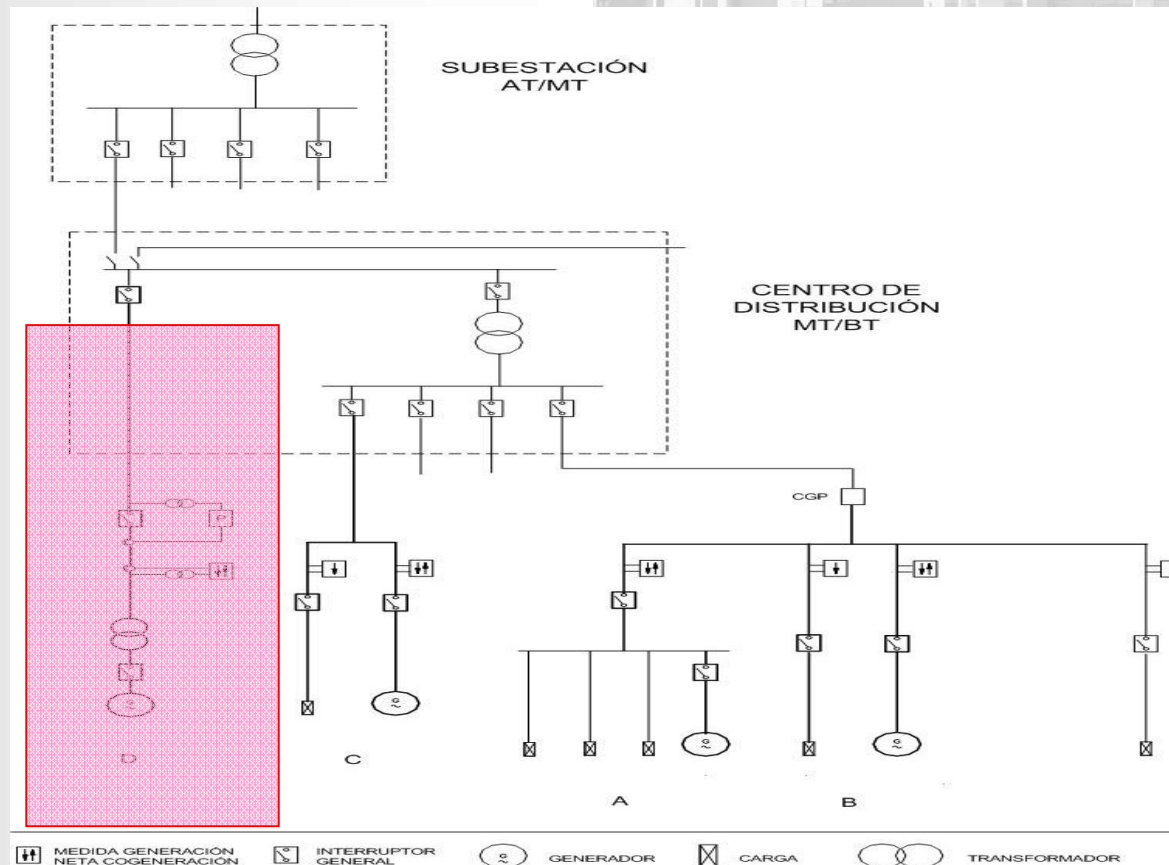 SUBESTACIÓN
AT/MT
CENTRO DE
DISTRIBUCIÓN
MT/BT
CGP
P
G
~
G
~
G
~
G
~
D
C
A
B
MEDIDA GENERACIÓN
NETA COGENERACIÓN
INTERRUPTOR
GENERAL
G
~
GENERADOR
CARGA
TRANSFORMADOR